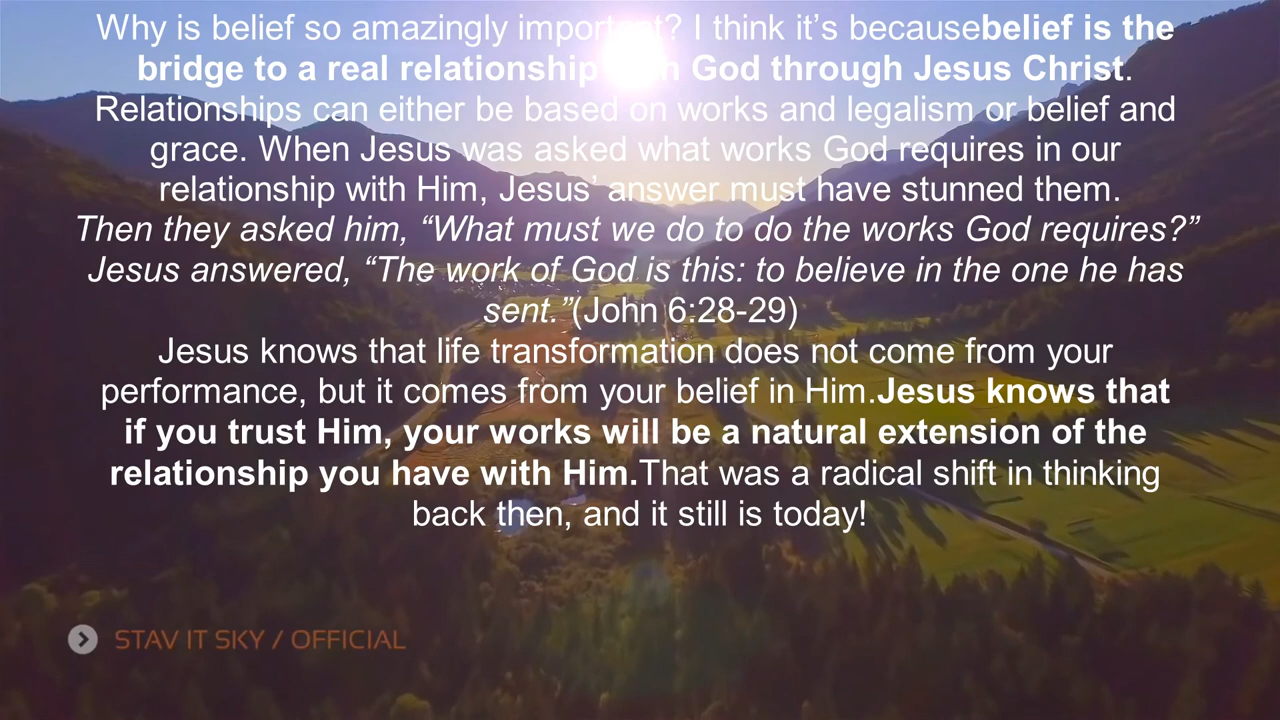 Why is belief so amazingly important? I think it’s becausebelief is the
bridge to a real relationship with God through Jesus Christ.
Relationships can either be based on works and legalism or belief and
grace. When Jesus was asked what works God requires in our
relationship with Him, Jesus’ answer must have stunned them.
Then they asked him, “What must we do to do the works God requires?”
Jesus answered, “The work of God is this: to believe in the one he has
sent.”(John 6:28-29)
Jesus knows that life transformation does not come from your
performance, but it comes from your belief in Him.Jesus knows that
if you trust Him, your works will be a natural extension of the
relationship you have with Him.That was a radical shift in thinking
back then, and it still is today!
STAV IT SKY / OFFICIAL